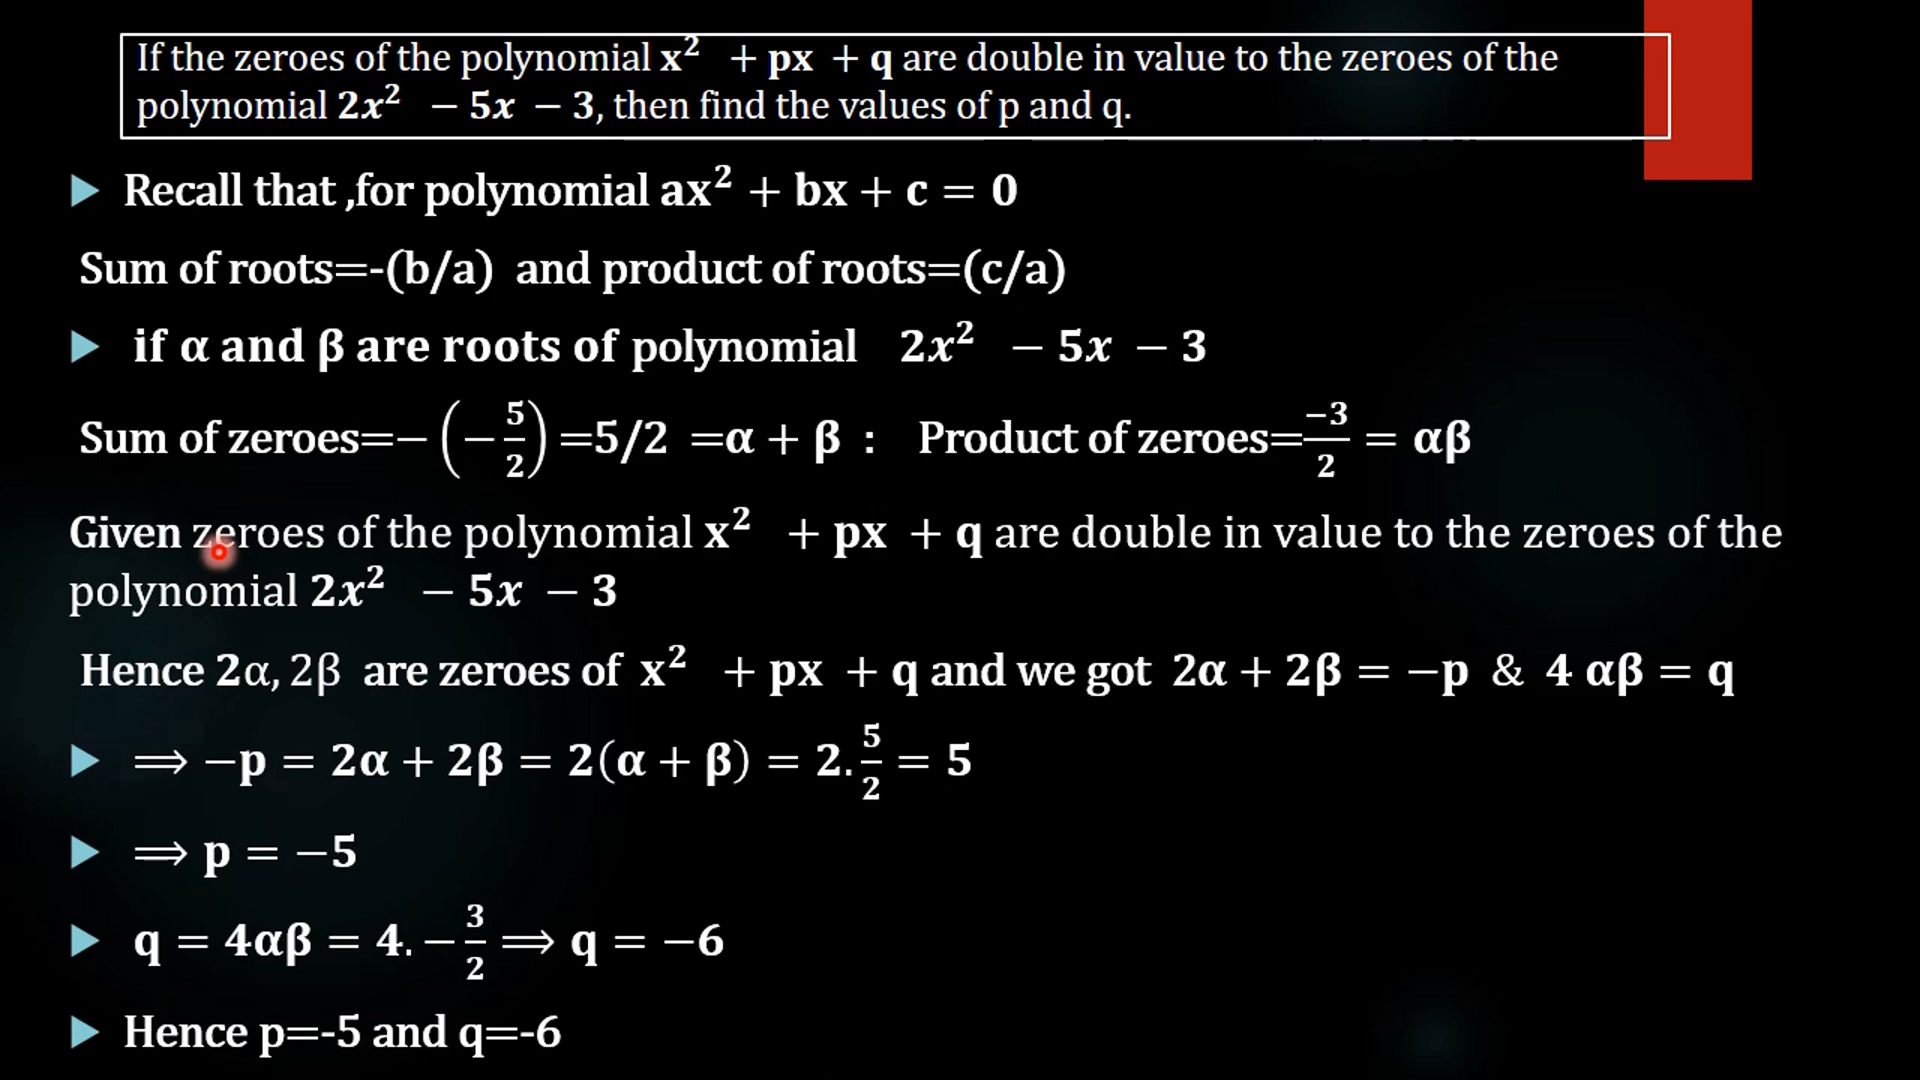 If the zeroes of the polynomial x² + px + q are double in value to the zeroes of the
polynomial 2x² − 5x − 3, then find the values of p and q.
Recall that ,for polynomial ax² + bx + c = 0
Sum of roots=-(b/a) and product of roots=(c/a)
if α and β are roots of polynomial 2x² − 5x − 3
Sum of zeroes=−(−5/2)=5/2 =α + β : Product of zeroes=−3/2 = αβ
Given zeroes of the polynomial x² + px + q are double in value to the zeroes of the
polynomial 2x² − 5x − 3
Hence 2α, 2β are zeroes of x² + px + q and we got 2α + 2β = −p & 4 αβ = q
⟹ −p = 2α + 2β = 2(α + β) = 2.5/2 = 5
⟹ p = −5
q = 4αβ = 4.−3/2 ⟹ q = −6
Hence p=-5 and q=-6